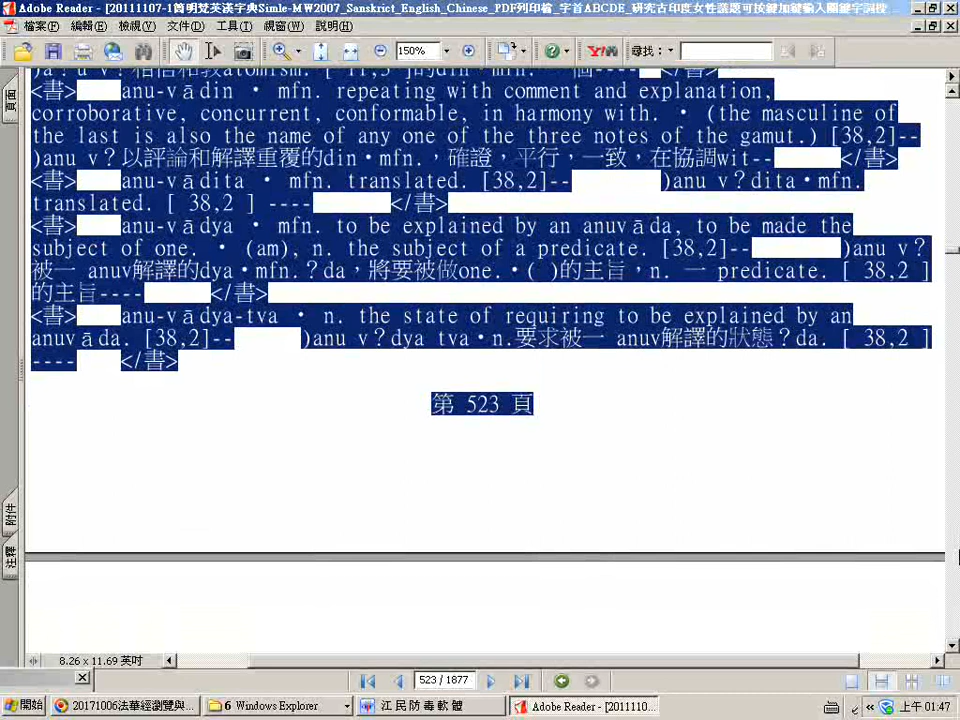 Adobe Reader - [20111107-1簡明梵英漢字典Simle-MW2007_Sanskrict_English_Chinese_PDF列印檔_字首ABCDE_研究古印度女性議題可按鍵加鍵輸入關鍵字詞搜
檔案(F) 編輯(E) 檢視(V) 文件(D) 工具(T) 視窗(W) 說明(H)
150% 尋找:
頁面
<書> anu-vādin • mfn. repeating with comment and explanation,
corroborative, concurrent, conformable, in harmony with. • (the masculine of
the last is also the name of any one of the three notes of the gamut.) [38,2]--
)anu v?以評論和解譯重覆的din•mfn.,確證,平行,一致,在協調wit-- </書>
<書> anu-vādita • mfn. translated. [38,2]-- )anu v?dita•mfn.
translated. [ 38,2 ] ---- </書>
<書> anu-vādya • mfn. to be explained by an anuvāda, to be made the
subject of one. • (am), n. the subject of a predicate. [38,2]-- )anu v?
被一 anuv解譯的dya•mfn.?da,將要被做one.•( )的主旨,n. 一 predicate. [ 38,2 ]
的主旨---- </書>
<書> anu-vādya-tva • n. the state of requiring to be explained by an
anuvāda. [38,2]-- )anu v?dya tva•n.要求被一 anuv解譯的狀態?da. [ 38,2 ]
---- </書>
第 523 頁
附件
注釋
8.26 x 11.69 英吋
523 / 1877
開始 20171006法華經瀏覽與... 6 Windows Explorer 江民防毒軟體 Adobe Reader - [2011110... 上午 01:47